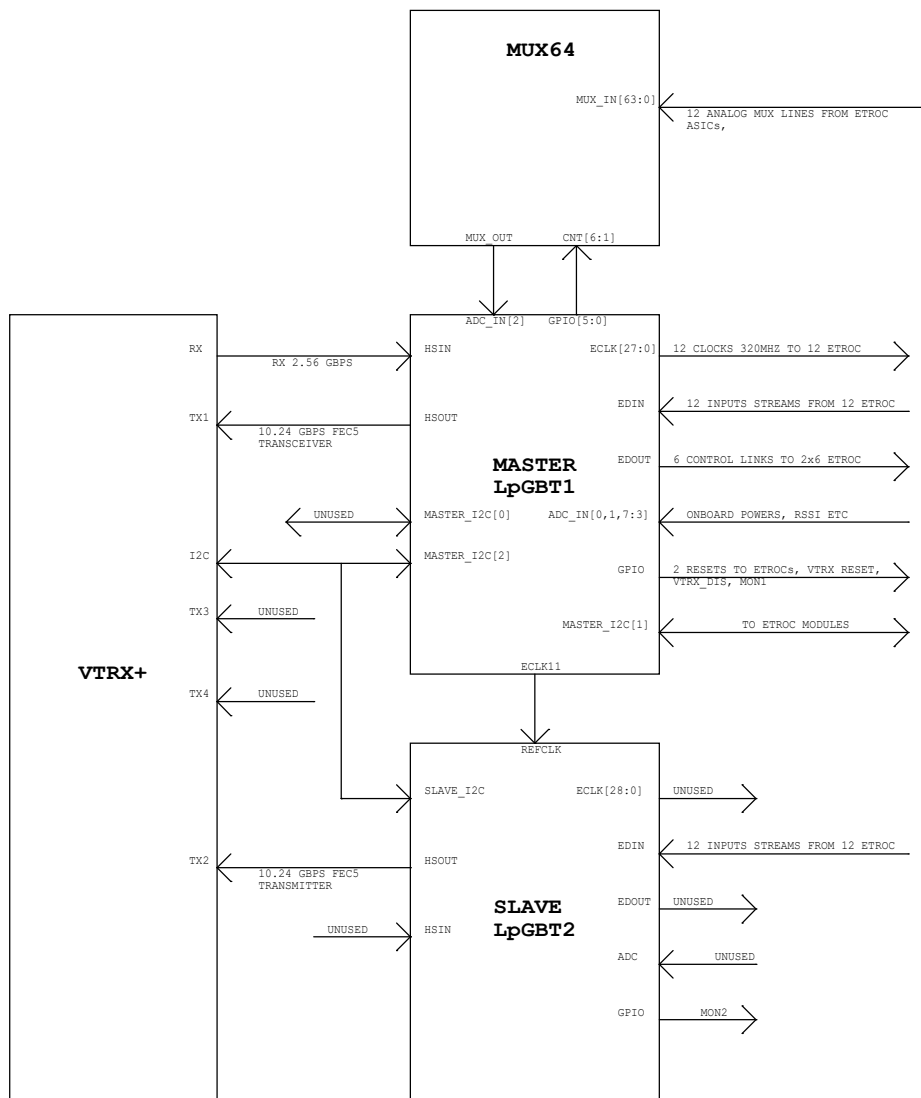 MUX64
MUX_IN[63:0]
12 ANALOG MUX LINES FROM ETROC
ASICs,
MUX_OUT
CNT[6:1]
ADC_IN[2]
GPIO[5:0]
RX
RX 2.56 GBPS
HSIN
ECLK[27:0]
12 CLOCKS 320MHZ TO 12 ETROC
EDIN
12 INPUTS STREAMS FROM 12 ETROC
TX1
10.24 GBPS FEC5
TRANSCEIVER
HSOUT
EDOUT
6 CONTROL LINKS TO 2x6 ETROC
MASTER
LpGBT1
UNUSED
MASTER_I2C[0]
ADC_IN[0,1,7:3]
ONBOARD POWERS, RSSI ETC
I2C
MASTER_I2C[2]
GPIO
2 RESETS TO ETROCs, VTRX RESET,
VTRX_DIS, MON1
TX3
UNUSED
MASTER_I2C[1]
TO ETROC MODULES
VTRX+
ECLK11
TX4
UNUSED
REFCLK
SLAVE_I2C
ECLK[28:0]
UNUSED
EDIN
12 INPUTS STREAMS FROM 12 ETROC
TX2
10.24 GBPS FEC5
TRANSMITTER
HSOUT
SLAVE
LpGBT2
EDOUT
UNUSED
UNUSED
HSIN
ADC
UNUSED
GPIO
MON2